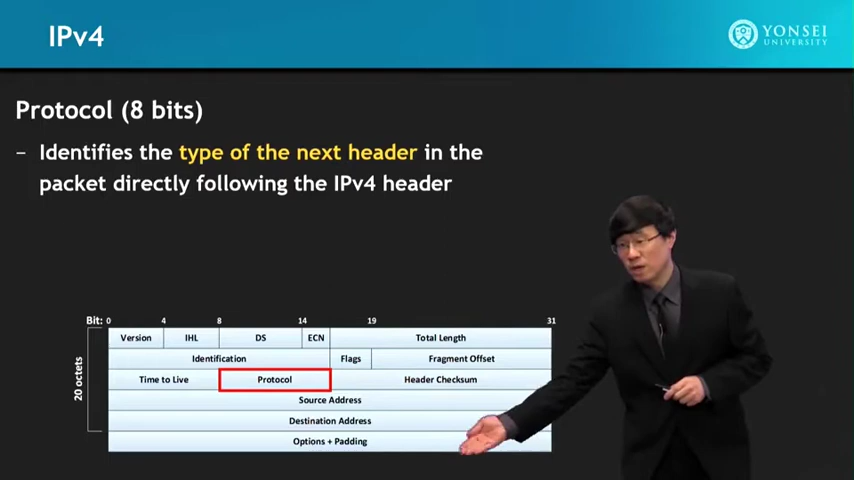 IPv4
YONSEI
UNIVERSITY
Protocol (8 bits)
– Identifies the type of the next header in the
packet directly following the IPv4 header
Bit: 0 4 8 14 19 31
Version IHL DS ECN Total Length
Identification Flags Fragment Offset
20 octets
Time to Live Protocol Header Checksum
Source Address
Destination Address
Options + Padding